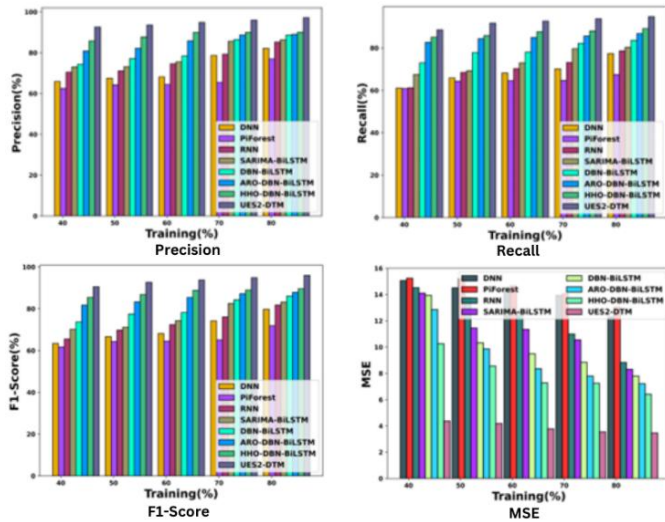 100
80
60
40
20
0
Precision(%)
DNN
PiForest
RNN
SARIMA-BiLSTM
DBN-BiLSTM
ARO-DBN-BiLSTM
HHO-DBN-BiLSTM
UES2-DTM
40 50 60 70 80
Training(%)
Precision
80
60
40
20
0
Recall(%)
DNN
PiForest
RNN
SARIMA-BiLSTM
DBN-BiLSTM
ARO-DBN-BiLSTM
HHO-DBN-BiLSTM
UES2-DTM
40 50 60 70 80
Training(%)
Recall
100
80
60
40
20
0
F1-Score(%)
DNN
PiForest
RNN
SARIMA-BiLSTM
DBN-BiLSTM
ARO-DBN-BiLSTM
HHO-DBN-BiLSTM
UES2-DTM
40 50 60 70 80
Training(%)
F1-Score
16
14
12
10
8
6
4
2
0
MSE
DNN
PiForest
RNN
SARIMA-BiLSTM
DBN-BiLSTM
ARO-DBN-BiLSTM
HHO-DBN-BiLSTM
UES2-DTM
40 50 60 70 80
Training(%)
MSE